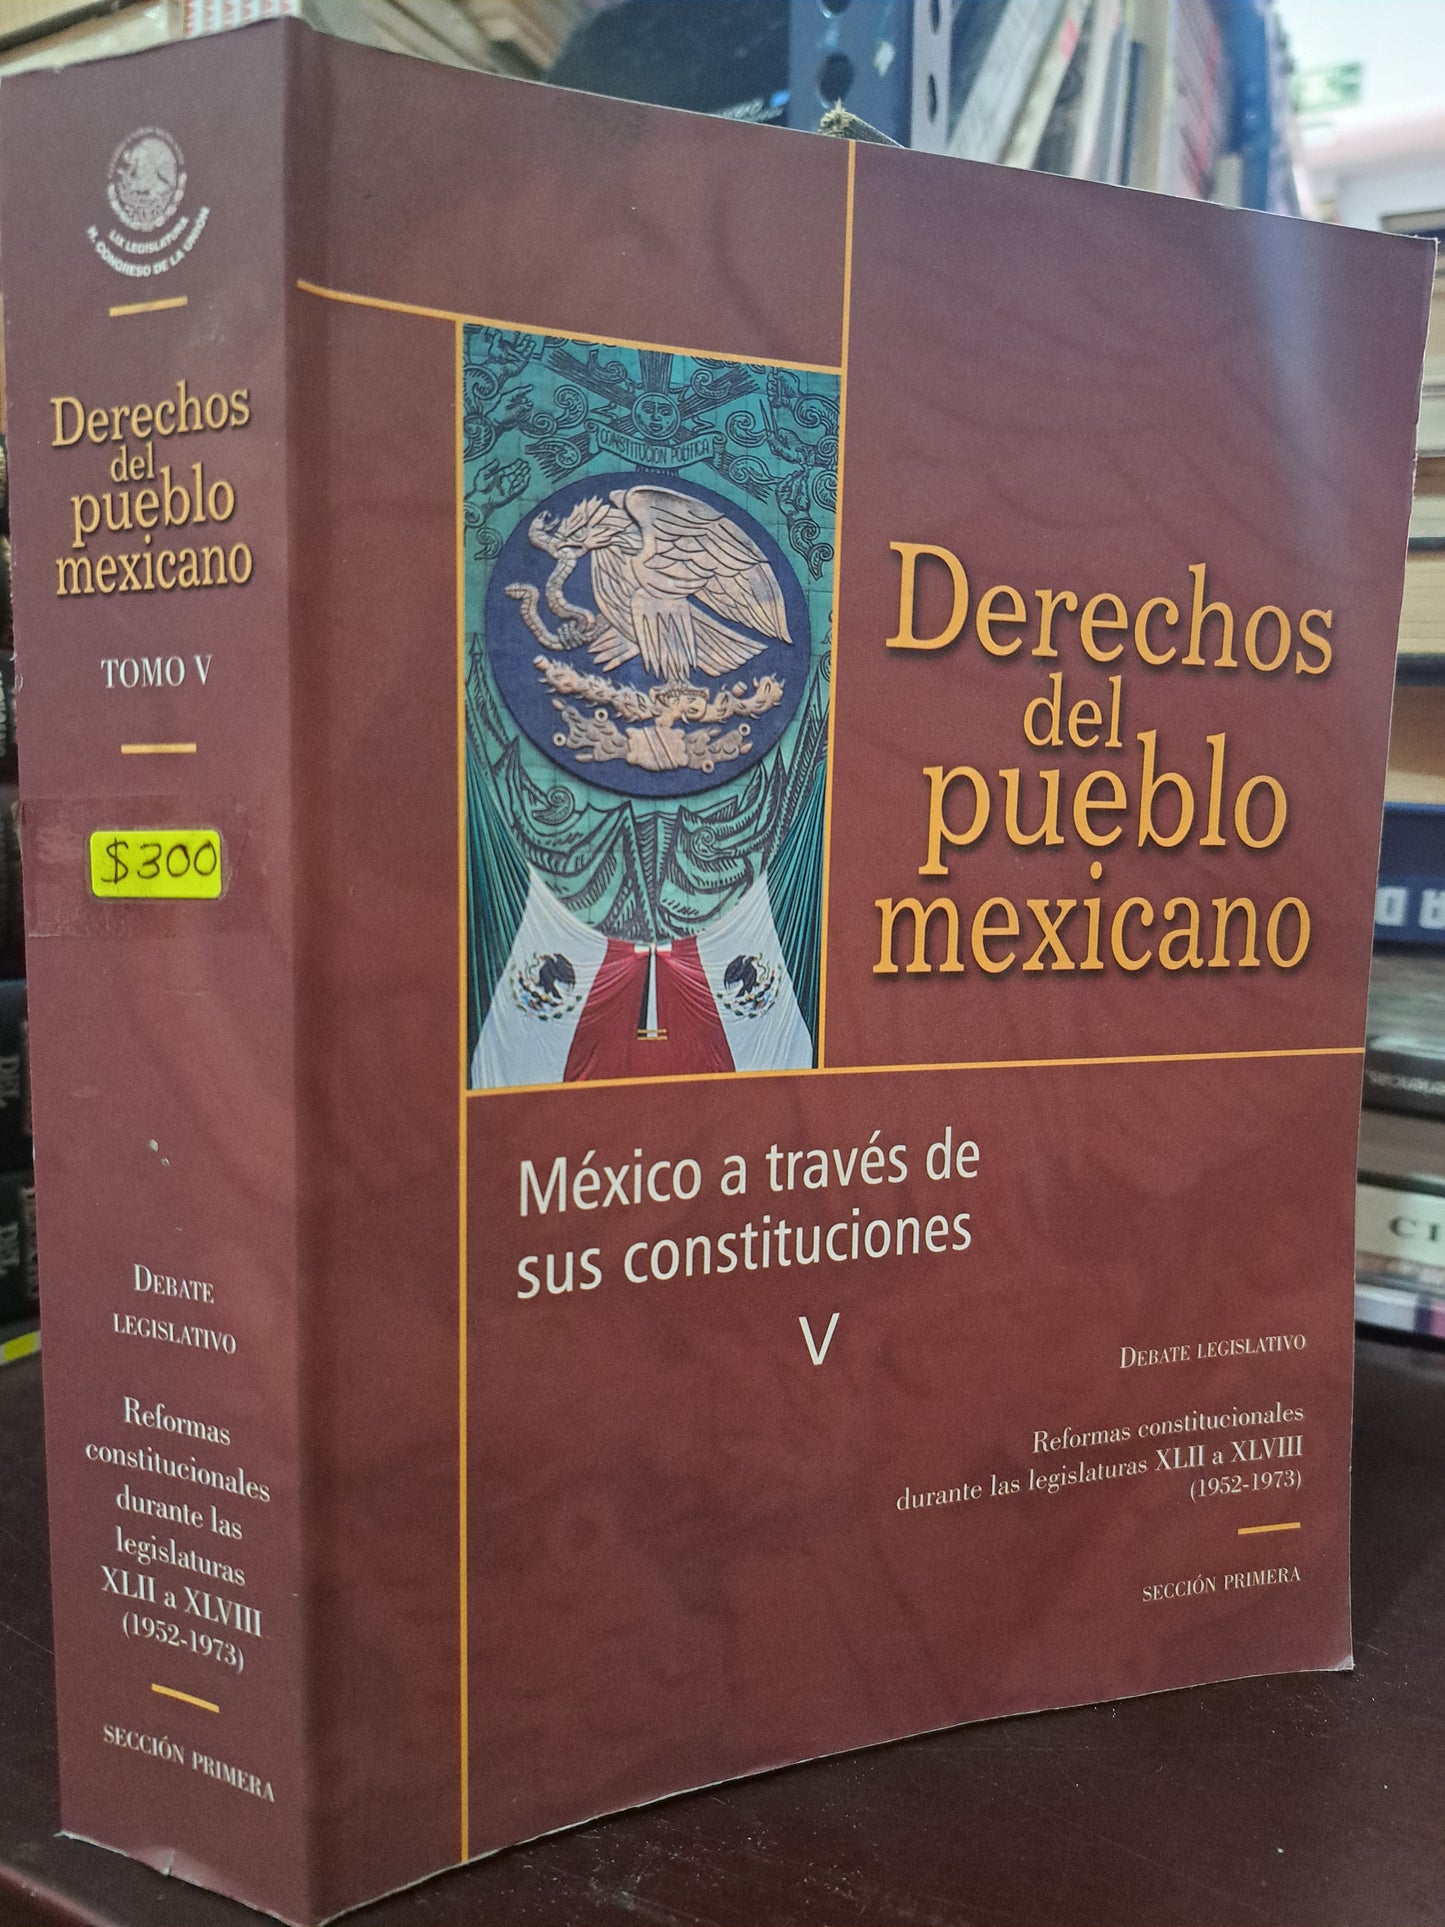 LIX LEGISLATURA
H. CONGRESO DE LA UNIÓN
Derechos
del
pueblo
mexicano
TOMO V
$300
DEBATE
LEGISLATIVO
Reformas
constitucionales
durante las
legislaturas
XLII a XLVIII
(1952-1973)
SECCIÓN PRIMERA
CONSTITUCION POLITICA
Derechos
del
pueblo
mexicano
México a través de
sus constituciones
V
DEBATE LEGISLATIVO
Reformas constitucionales
durante las legislaturas XLII a XLVIII
(1952-1973)
SECCIÓN PRIMERA